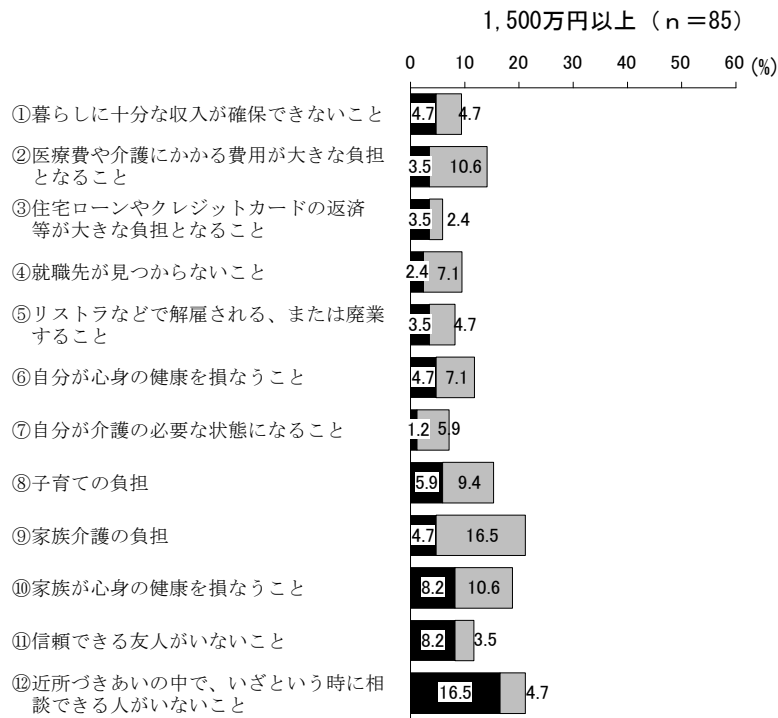 1,500万円以上（ｎ＝85）
0 10 20 30 40 50 60 (%)
①暮らしに十分な収入が確保できないこと
4.7 4.7
②医療費や介護にかかる費用が大きな負担
となること
3.5 10.6
③住宅ローンやクレジットカードの返済
等が大きな負担となること
3.5 2.4
④就職先が見つからないこと
2.4 7.1
⑤リストラなどで解雇される、または廃業
すること
3.5 4.7
⑥自分が心身の健康を損なうこと
4.7 7.1
⑦自分が介護の必要な状態になること
1.2 5.9
⑧子育ての負担
5.9 9.4
⑨家族介護の負担
4.7 16.5
⑩家族が心身の健康を損なうこと
8.2 10.6
⑪信頼できる友人がいないこと
8.2 3.5
⑫近所づきあいの中で、いざという時に相
談できる人がいないこと
16.5 4.7